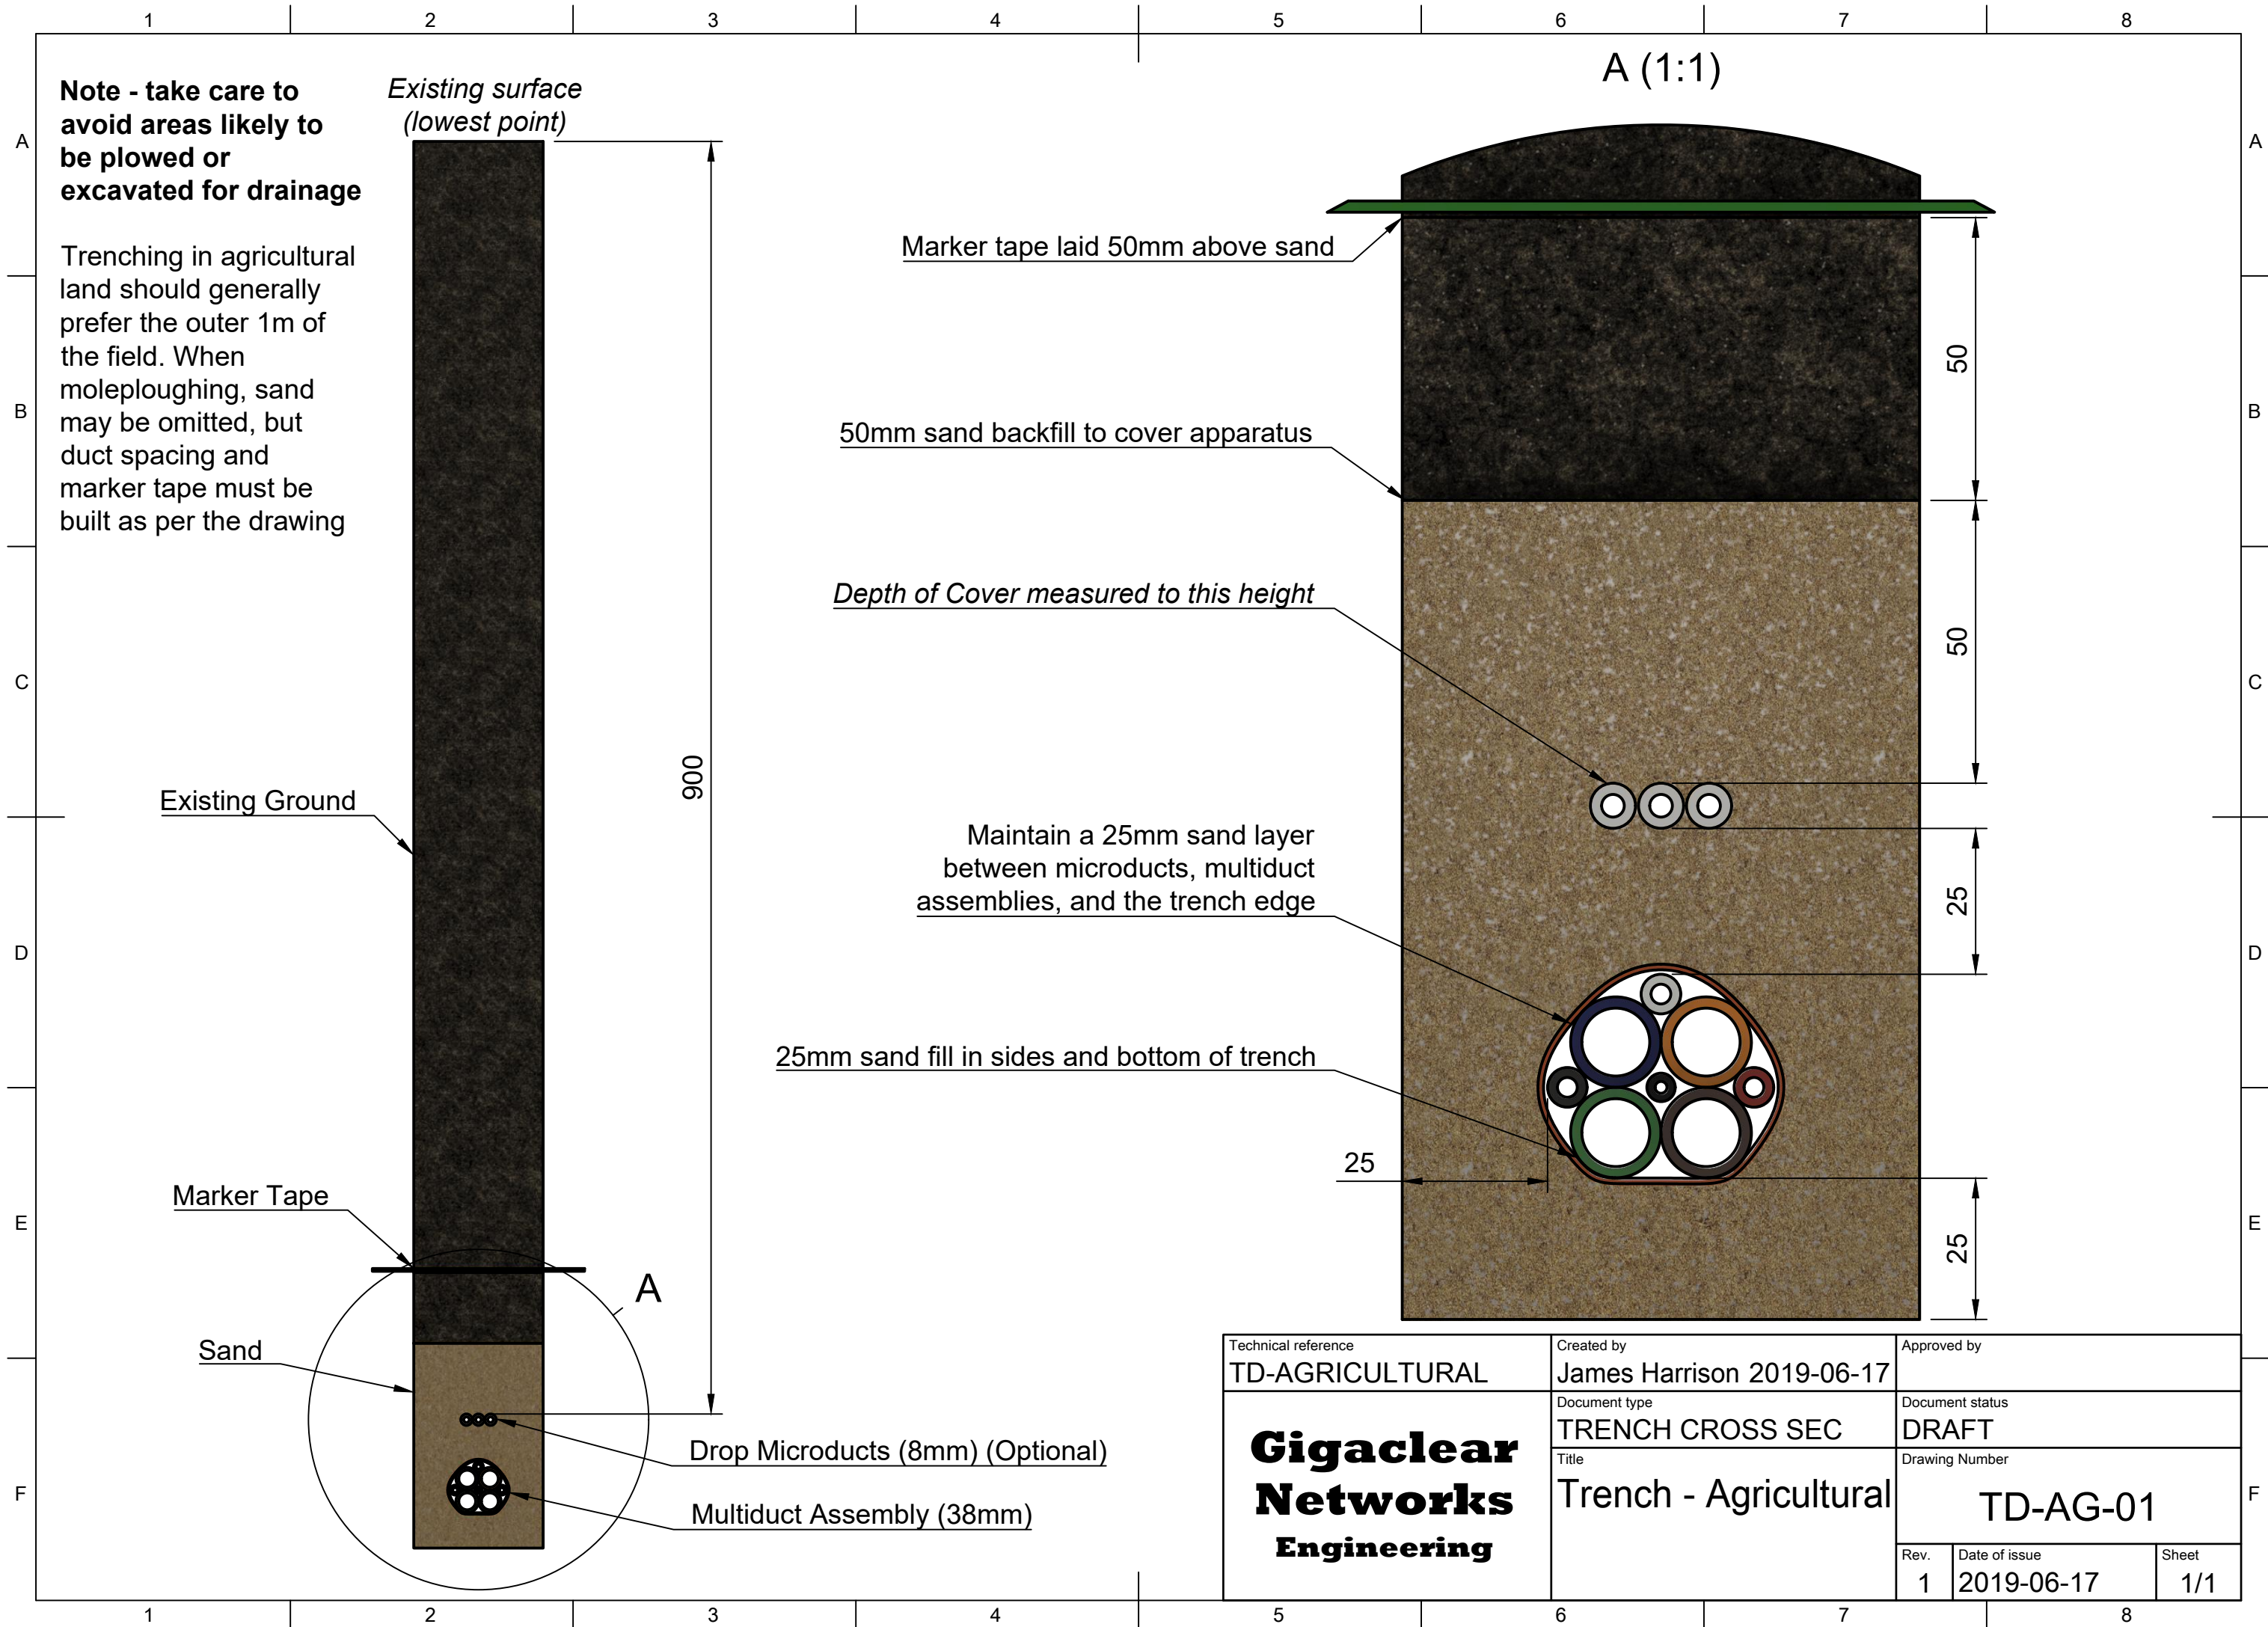 1 2 3 4 5 6 7 8
A (1:1)
Note - take care to
avoid areas likely to
be plowed or
excavated for drainage
Existing surface
(lowest point)
A A
Trenching in agricultural
land should generally
prefer the outer 1m of
the field. When
moleploughing, sand
may be omitted, but
duct spacing and
marker tape must be
built as per the drawing
Marker tape laid 50mm above sand
50
B B
50mm sand backfill to cover apparatus
Depth of Cover measured to this height
50
C C
900
Existing Ground
Maintain a 25mm sand layer
between microducts, multiduct
assemblies, and the trench edge
25
D D
25mm sand fill in sides and bottom of trench
25
Marker Tape
E E
25
A
Sand
Drop Microducts (8mm) (Optional)
Multiduct Assembly (38mm)
F F
Technical reference
TD-AGRICULTURAL
Created by
James Harrison 2019-06-17
Approved by
Gigaclear
Networks
Engineering
Document type
TRENCH CROSS SEC
Document status
DRAFT
Title
Trench - Agricultural
Drawing Number
TD-AG-01
Rev.
1
Date of issue
2019-06-17
Sheet
1/1
1 2 3 4 5 6 7 8